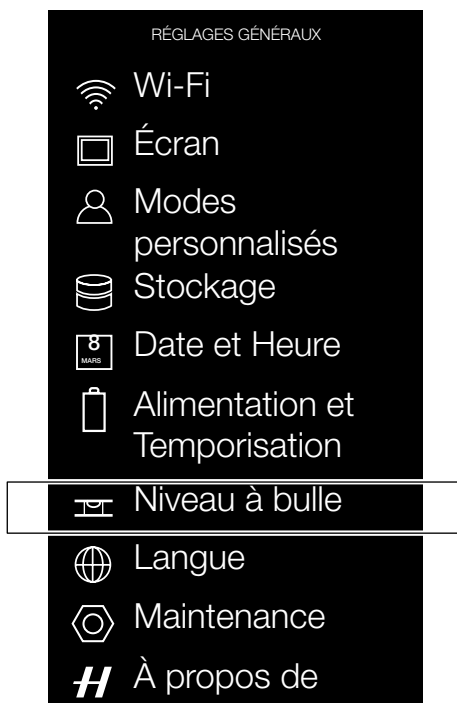 RÉGLAGES GÉNÉRAUX
Wi-Fi
Écran
Modes
personnalisés
Stockage
8
MARS
Date et Heure
Alimentation et
Temporisation
Niveau à bulle
Langue
Maintenance
H
À propos de